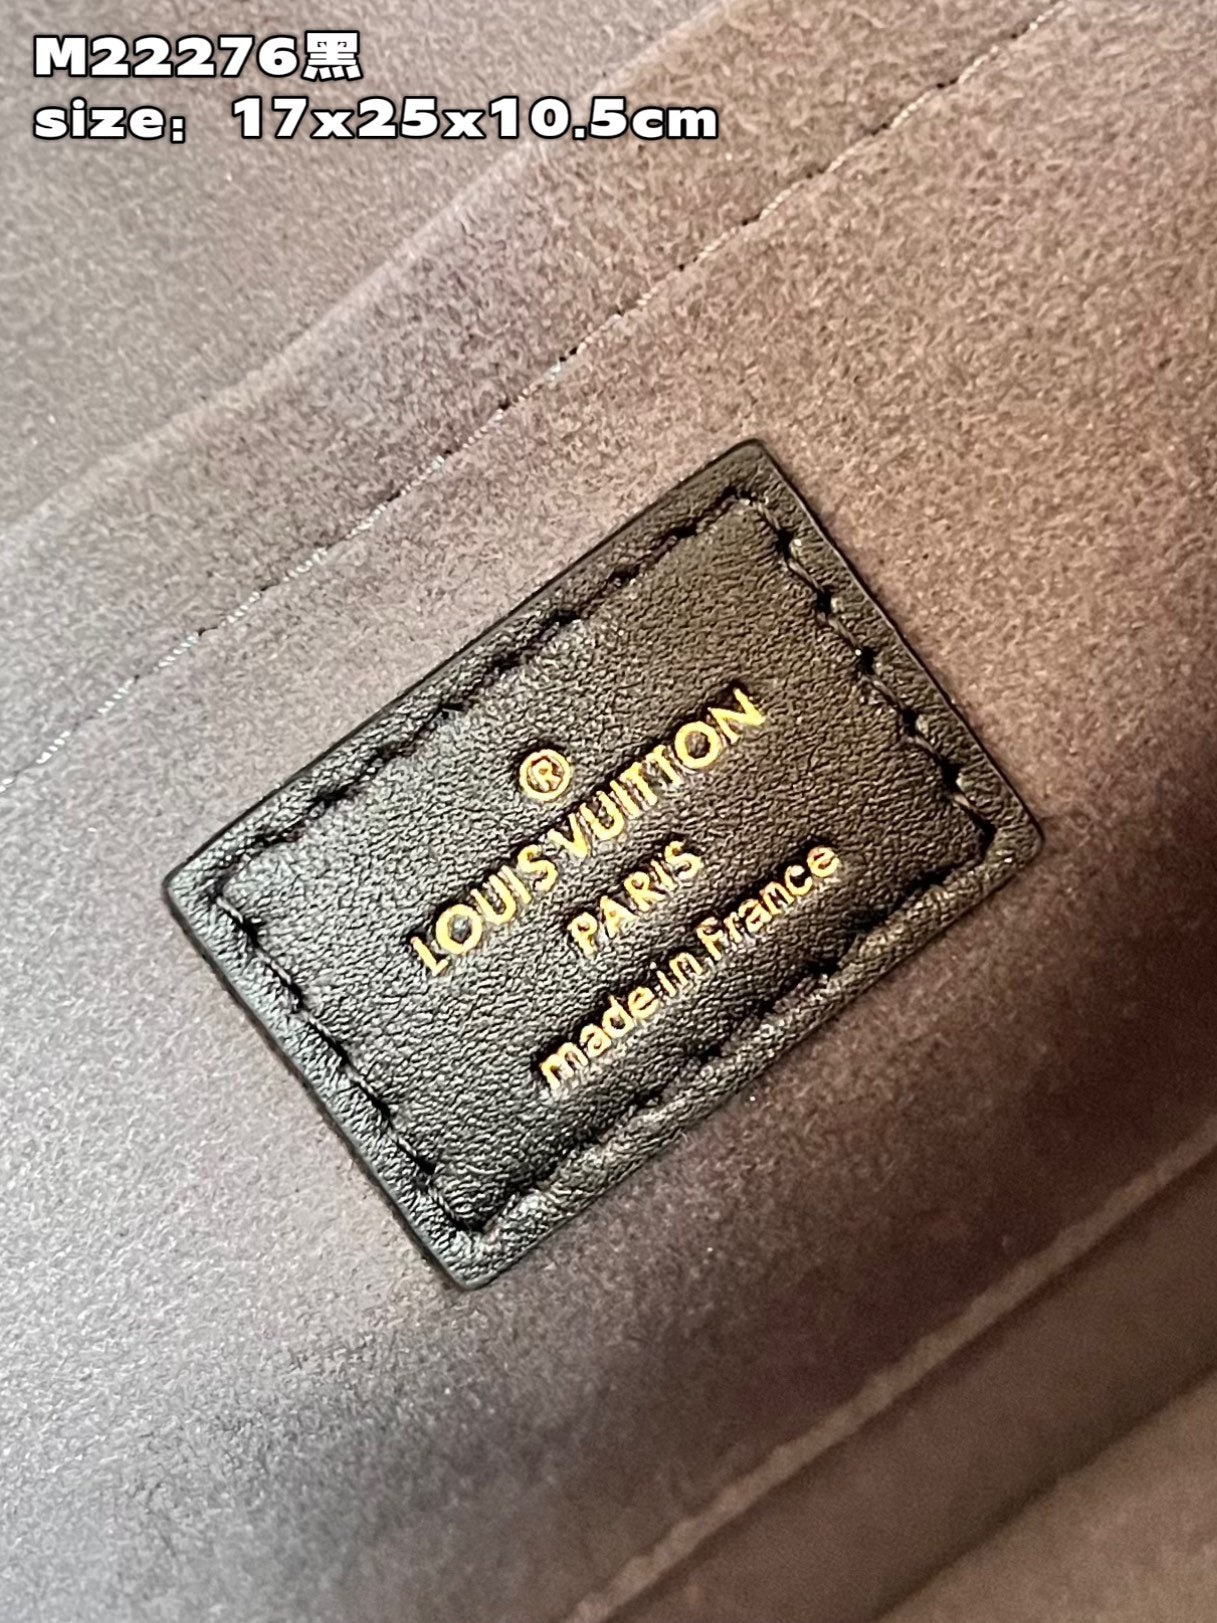 M22276黑
size：17x25x10.5cm
®
LOUIS VUITTON
PARIS
made in France